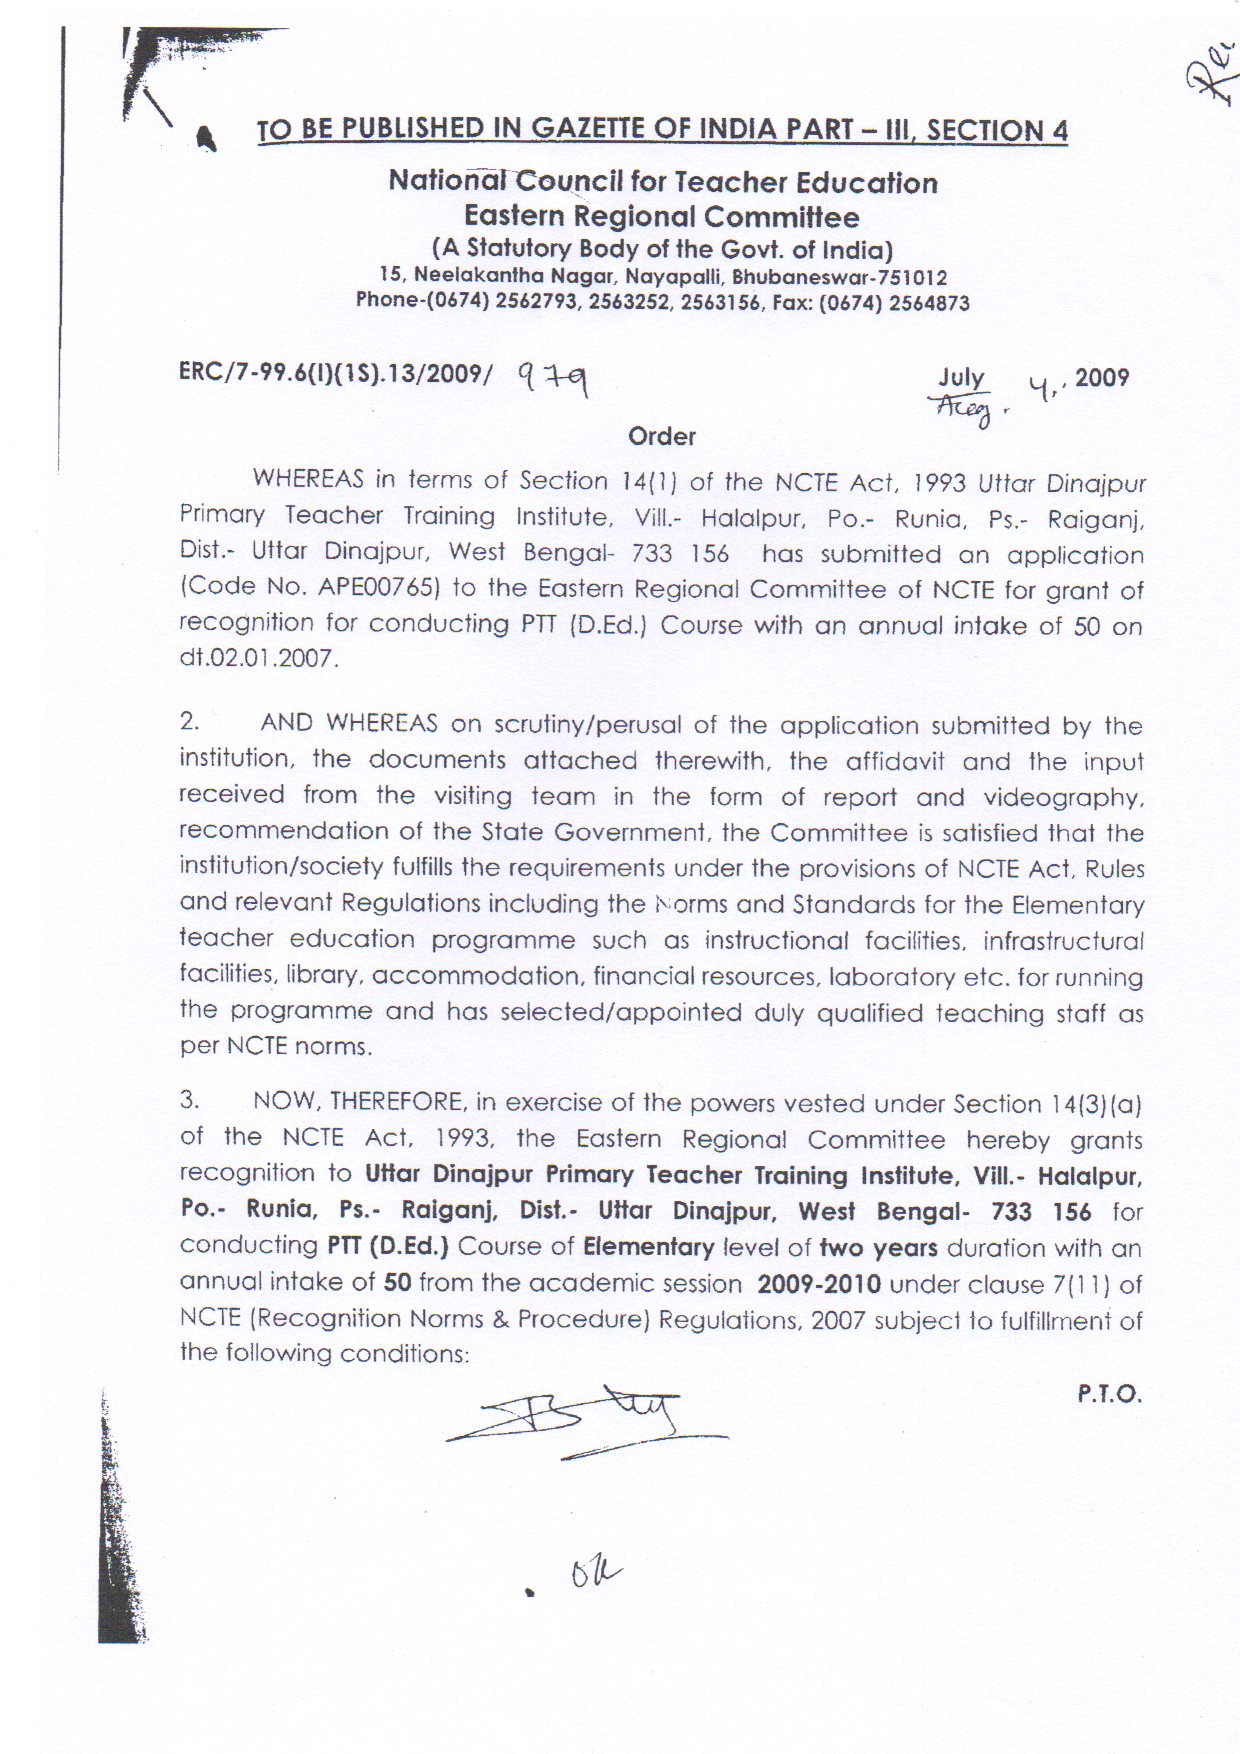 Rei
TO BE PUBLISHED IN GAZETTE OF INDIA PART – III, SECTION 4
National Council for Teacher Education
Eastern Regional Committee
(A Statutory Body of the Govt. of India)
15, Neelakantha Nagar, Nayapalli, Bhubaneswar-751012
Phone-(0674) 2562793, 2563252, 2563156, Fax: (0674) 2564873
ERC/7-99.6(I)(1S).13/2009/ 979 July 4, 2009
Aug.
Order
WHEREAS in terms of Section 14(1) of the NCTE Act, 1993 Uttar Dinajpur
Primary Teacher Training Institute, Vill.- Halalpur, Po.- Runia, Ps.- Raiganj,
Dist.- Uttar Dinajpur, West Bengal- 733 156 has submitted an application
(Code No. APE00765) to the Eastern Regional Committee of NCTE for grant of
recognition for conducting PTT (D.Ed.) Course with an annual intake of 50 on
dt.02.01.2007.
2. AND WHEREAS on scrutiny/perusal of the application submitted by the
institution, the documents attached therewith, the affidavit and the input
received from the visiting team in the form of report and videography,
recommendation of the State Government, the Committee is satisfied that the
institution/society fulfills the requirements under the provisions of NCTE Act, Rules
and relevant Regulations including the Norms and Standards for the Elementary
teacher education programme such as instructional facilities, infrastructural
facilities, library, accommodation, financial resources, laboratory etc. for running
the programme and has selected/appointed duly qualified teaching staff as
per NCTE norms.
3. NOW, THEREFORE, in exercise of the powers vested under Section 14(3)(a)
of the NCTE Act, 1993, the Eastern Regional Committee hereby grants
recognition to Uttar Dinajpur Primary Teacher Training Institute, Vill.- Halalpur,
Po.- Runia, Ps.- Raiganj, Dist.- Uttar Dinajpur, West Bengal- 733 156 for
conducting PTT (D.Ed.) Course of Elementary level of two years duration with an
annual intake of 50 from the academic session 2009-2010 under clause 7(11) of
NCTE (Recognition Norms & Procedure) Regulations, 2007 subject to fulfillment of
the following conditions:
P.T.O.